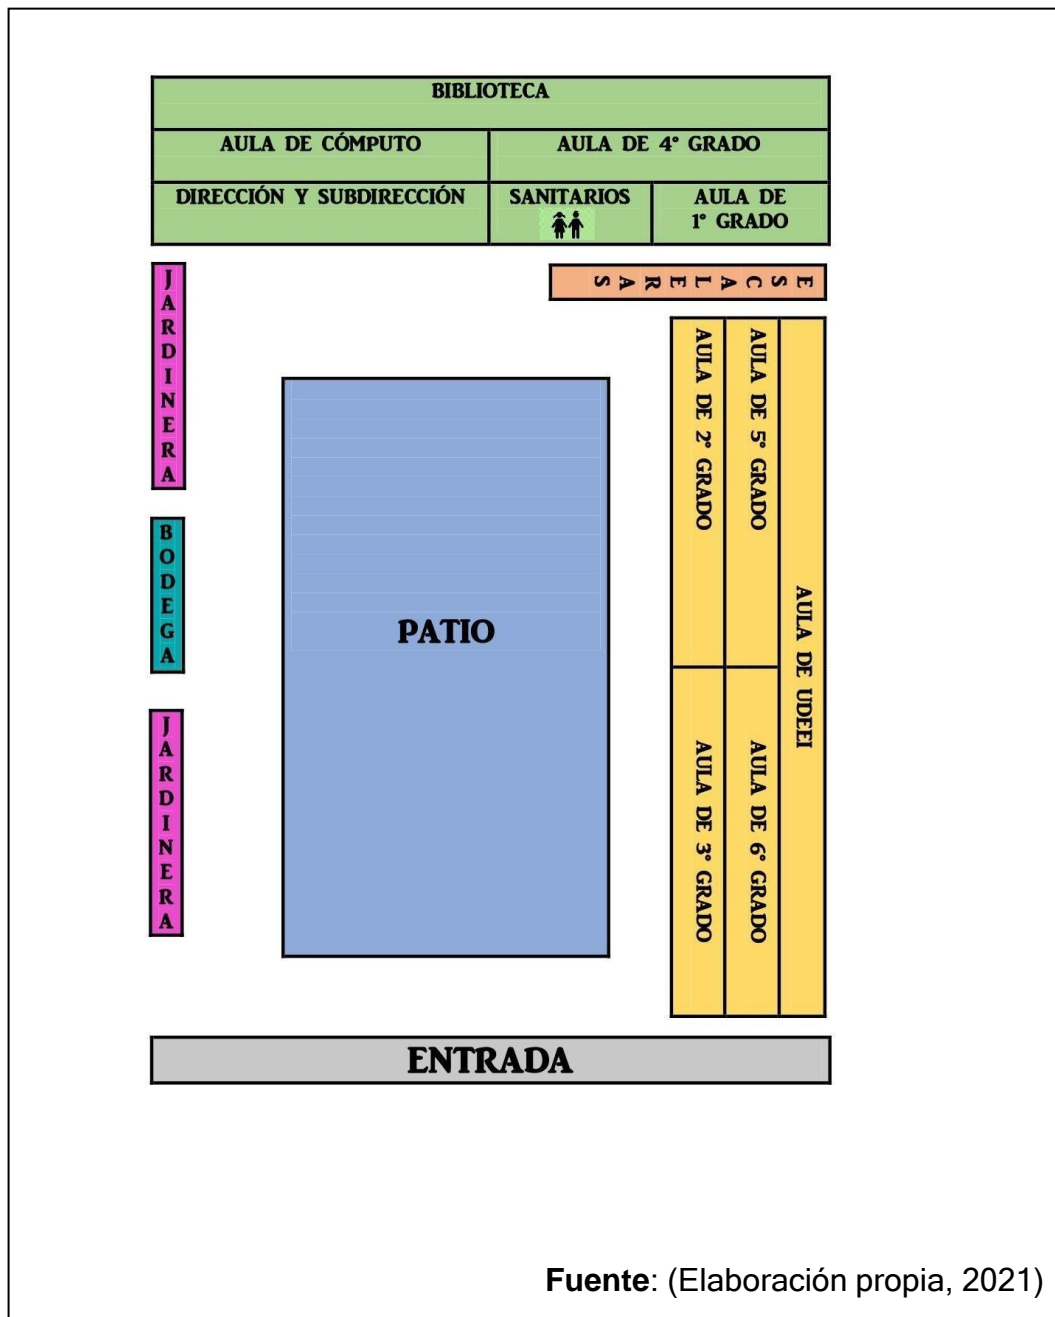 BIBLIOTECA
AULA DE CÓMPUTO
AULA DE 4° GRADO
DIRECCIÓN Y SUBDIRECCIÓN
SANITARIOS
AULA DE
1° GRADO
ESCALERAS
JARDINERA
BODEGA
JARDINERA
PATIO
AULA DE 2° GRADO
AULA DE 5° GRADO
AULA DE UDEEI
AULA DE 3° GRADO
AULA DE 6° GRADO
ENTRADA
Fuente: (Elaboración propia, 2021)